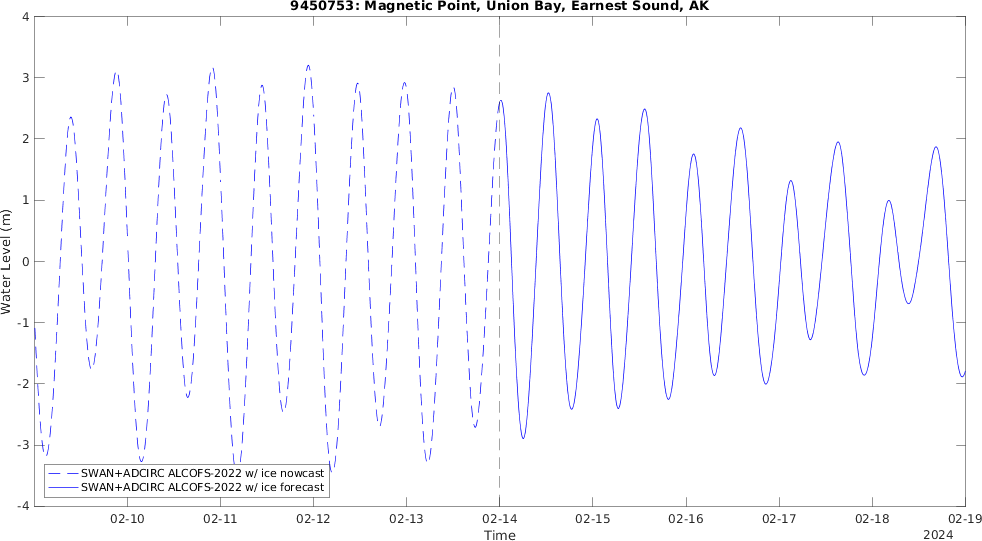 9450753: Magnetic Point, Union Bay, Earnest Sound, AK
4
3
2
1
0
-1
-2
-3
-4
Water Level (m)
SWAN+ADCIRC ALCOFS-2022 w/ ice nowcast
SWAN+ADCIRC ALCOFS-2022 w/ ice forecast
02-10 02-11 02-12 02-13 02-14 02-15 02-16 02-17 02-18 02-19
Time
2024